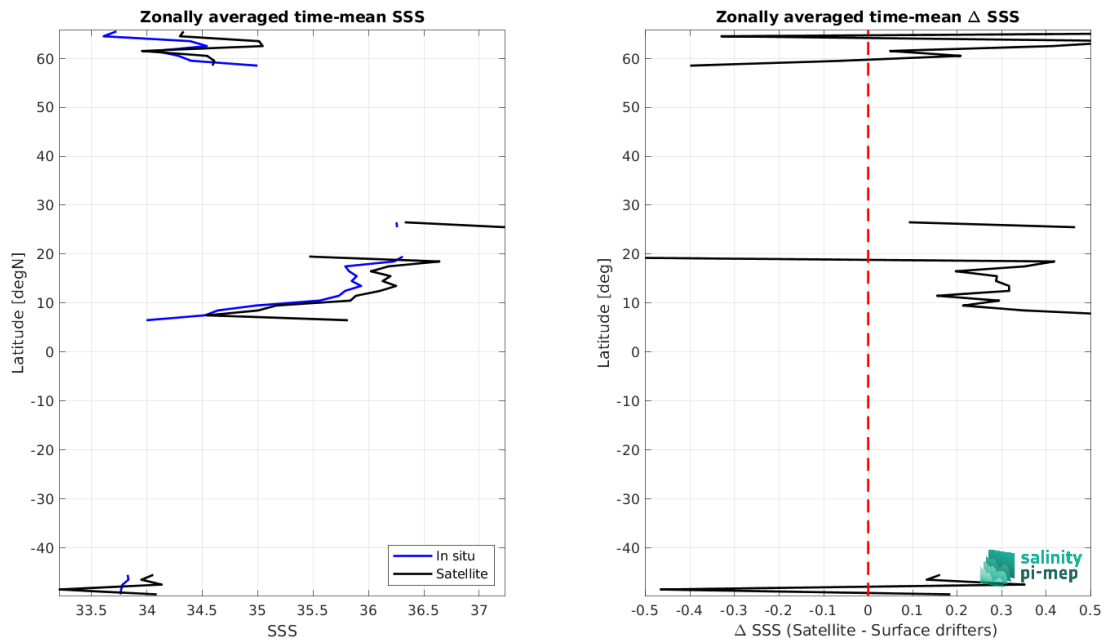 Zonally averaged time-mean SSS
60
50
40
30
20
10
0
-10
-20
-30
-40
Latitude [degN]
33.5 34 34.5 35 35.5 36 36.5 37
SSS
In situ
Satellite
Zonally averaged time-mean Δ SSS
60
50
40
30
20
10
0
-10
-20
-30
-40
Latitude [deg]
-0.5 -0.4 -0.3 -0.2 -0.1 0 0.1 0.2 0.3 0.4 0.5
Δ SSS (Satellite - Surface drifters)
salinity
pi-mep